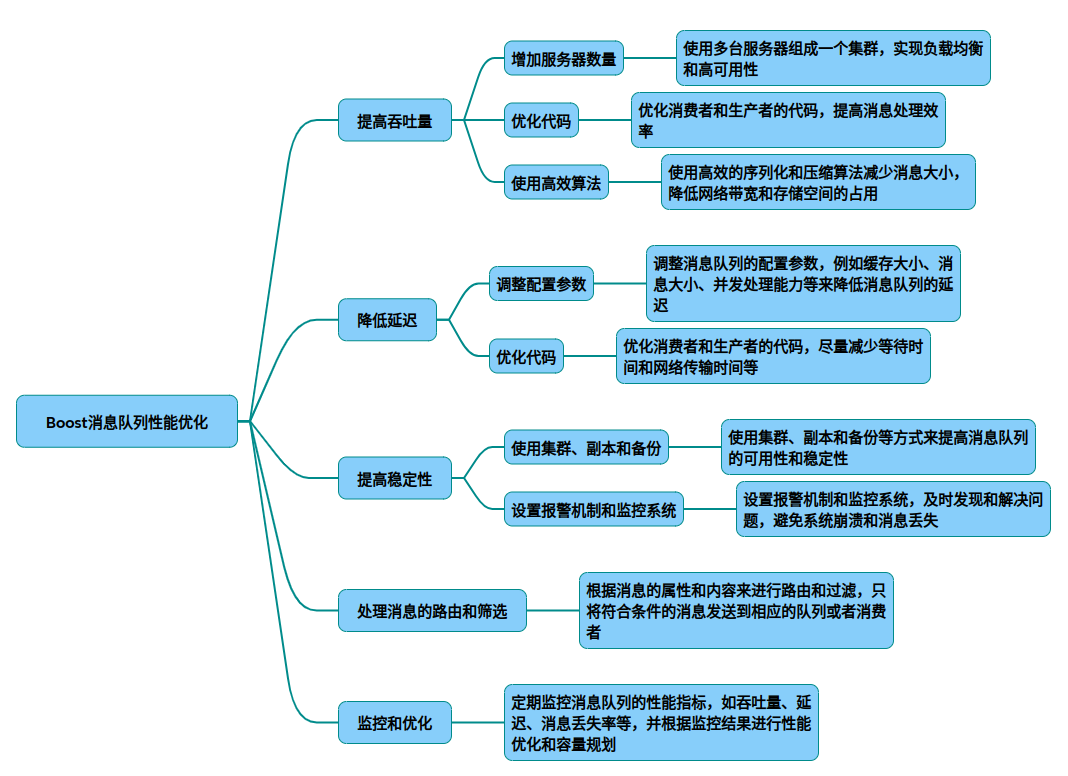 Boost消息队列性能优化
提高吞吐量
增加服务器数量
使用多台服务器组成一个集群，实现负载均衡
和高可用性
优化代码
优化消费者和生产者的代码，提高消息处理效
率
使用高效算法
使用高效的序列化和压缩算法减少消息大小，
降低网络带宽和存储空间的占用
降低延迟
调整配置参数
调整消息队列的配置参数，例如缓存大小、消
息大小、并发处理能力等来降低消息队列的延
迟
优化代码
优化消费者和生产者的代码，尽量减少等待时
间和网络传输时间等
提高稳定性
使用集群、副本和备份
使用集群、副本和备份等方式来提高消息队列
的可用性和稳定性
设置报警机制和监控系统
设置报警机制和监控系统，及时发现和解决问
题，避免系统崩溃和消息丢失
处理消息的路由和筛选
根据消息的属性和内容来进行路由和过滤，只
将符合条件的消息发送到相应的队列或者消费
者
监控和优化
定期监控消息队列的性能指标，如吞吐量、延
迟、消息丢失率等，并根据监控结果进行性能
优化和容量规划